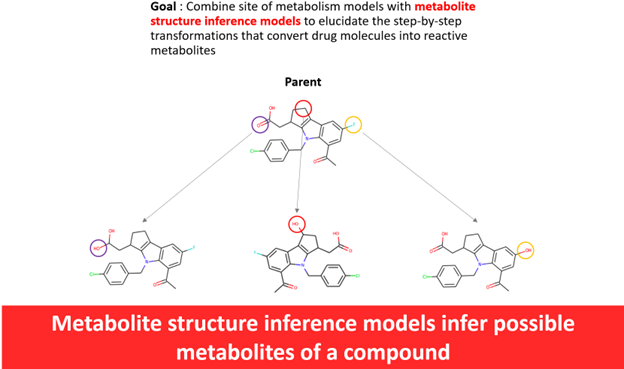 Goal : Combine site of metabolism models with metabolite
structure inference models to elucidate the step-by-step
transformations that convert drug molecules into reactive
metabolites
Parent
OH
O
F
N
Cl
O
OH
HO
F
N
Cl
O
HO
OH
O
F
N
Cl
O
OH
O
OH
N
Cl
O
Metabolite structure inference models infer possible
metabolites of a compound